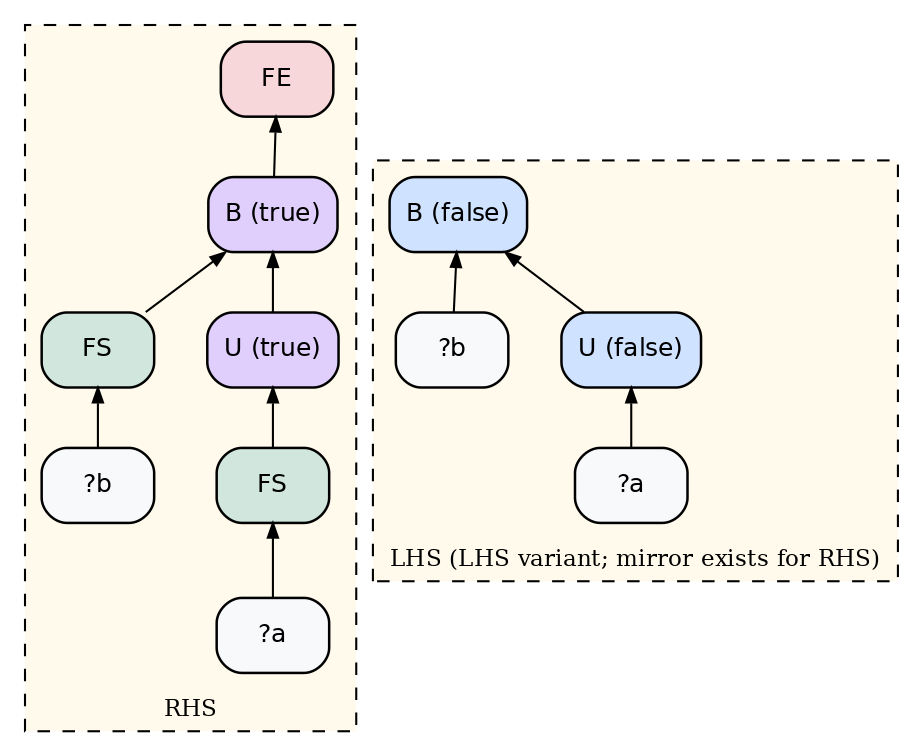 FE
B (true)
FS
U (true)
?b
FS
?a
RHS
B (false)
?b
U (false)
?a
LHS (LHS variant; mirror exists for RHS)